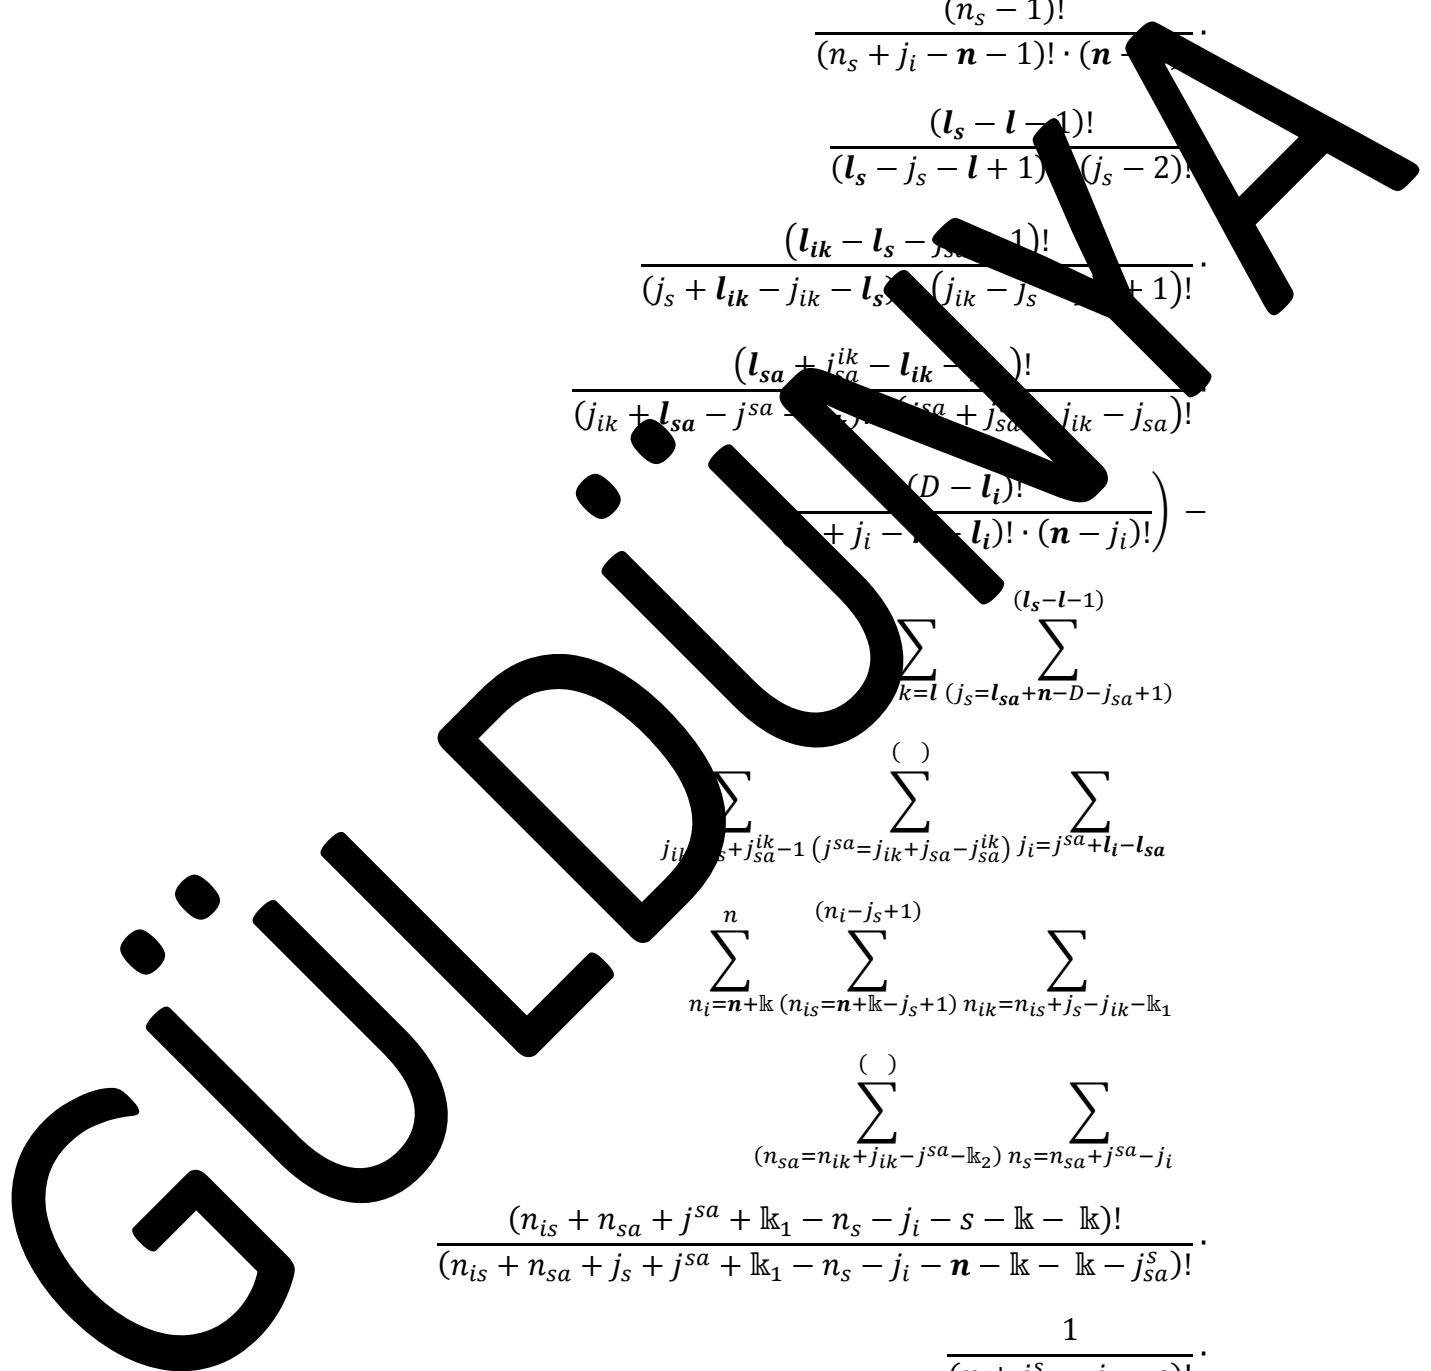 (n_s − 1)!
(n_s + j_i − n − 1)! · (n −
(l_s − l − 1)!
(l_s − j_s − l + 1) (j_s − 2)!
(l_ik − l_s − 1)!
(j_s + l_ik − j_ik − l_s) (j_ik − j_s + 1)! ·
(l_sa + j_sa^ik − l_ik − )!
(j_ik + l_sa − j^sa − (j^sa + j_sa j_ik − j_sa)!
(D − l_i)!
+ j_i − l_i)! · (n − j_i)!) −
(l_s−l−1)
∑ ∑
k=l (j_s=l_sa+n−D−j_sa+1)
( )
∑ ∑ ∑
+j_sa^ik−1 (j^sa=j_ik+j_sa−j_sa^ik) j_i=j^sa+l_i−l_sa
n (n_i−j_s+1)
∑ ∑ ∑
n_i=n+𝕜 (n_is=n+𝕜−j_s+1) n_ik=n_is+j_s−j_ik−𝕜_1
( )
∑ ∑
(n_sa=n_ik+j_ik−j^sa−𝕜_2) n_s=n_sa+j^sa−j_i
(n_is + n_sa + j^sa + 𝕜_1 − n_s − j_i − s − 𝕜 − 𝕜)!
(n_is + n_sa + j_s + j^sa + 𝕜_1 − n_s − j_i − n − 𝕜 − 𝕜 − j_sa^s)! ·
1
GÜLDÜNYA